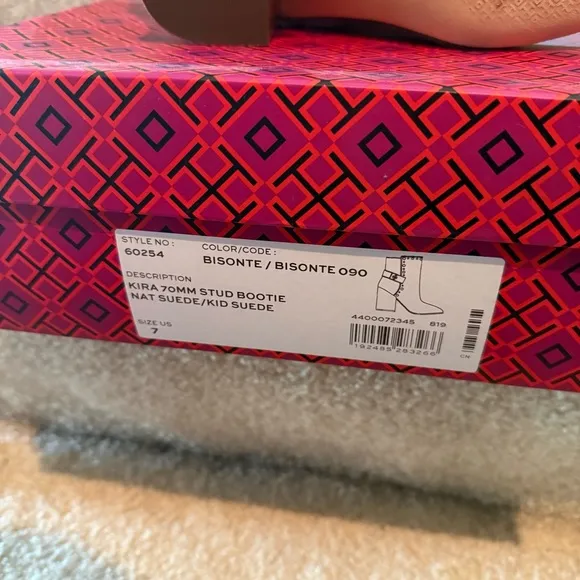 STYLE NO :
60254
COLOR/CODE :
BISONTE / BISONTE 090
DESCRIPTION
KIRA 70MM STUD BOOTIE
NAT SUEDE/KID SUEDE
SIZE US
7
4400072345 819
192485283266
CN